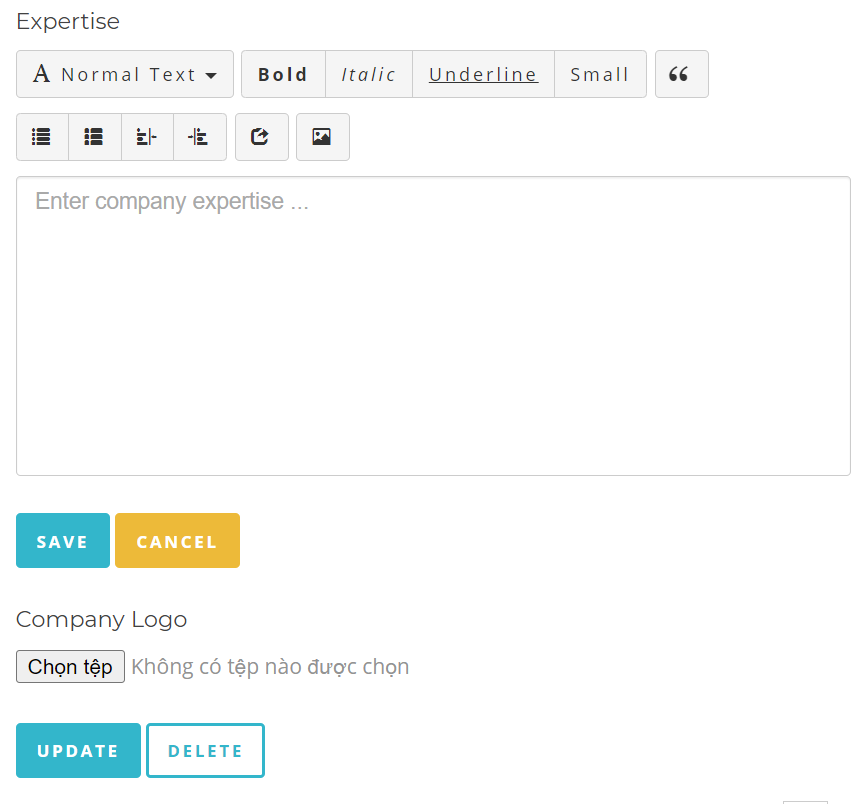 Expertise
A Normal Text Bold Italic Underline Small “
Enter company expertise ...
SAVE CANCEL
Company Logo
Chọn tệp Không có tệp nào được chọn
UPDATE DELETE